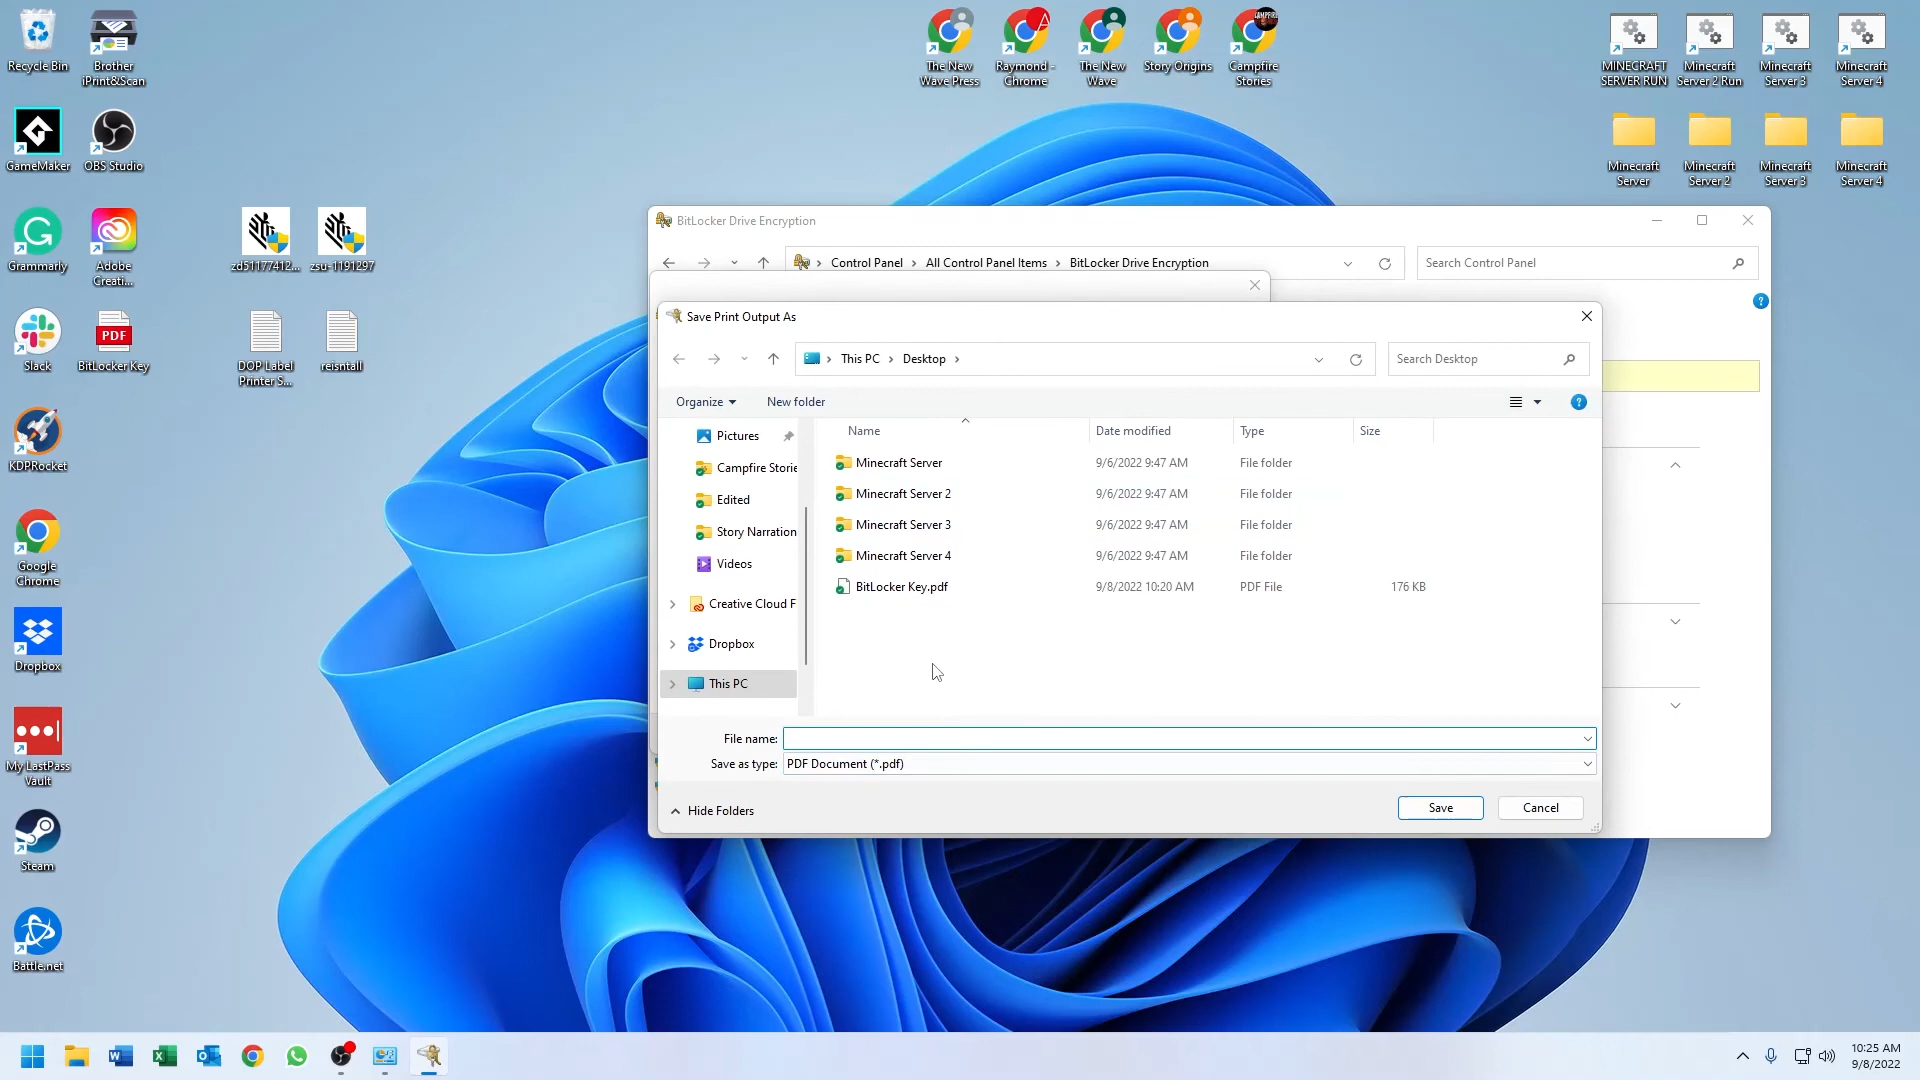 Recycle Bin
Brother
iPrint&Scan
GameMaker
OBS Studio
Grammarly
Adobe
Creati...
Slack
PDF
BitLocker Key
KDPRocket
Google
Chrome
Dropbox
My LastPass
Vault
Steam
Battle.net
zd51177412...
zsu-1191297
DOP Label
Printer S...
reisntall
The New
Wave Press
Raymond -
Chrome
The New
Wave
Story Origins
Campfire
Stories
MINECRAFT
SERVER RUN
Minecraft
Server 2 Run
Minecraft
Server 3
Minecraft
Server 4
Minecraft
Server
Minecraft
Server 2
Minecraft
Server 3
Minecraft
Server 4
BitLocker Drive Encryption
Control Panel > All Control Panel Items > BitLocker Drive Encryption
Search Control Panel
Save Print Output As
This PC > Desktop >
Search Desktop
Organize
New folder
Pictures
Campfire Storie
Edited
Story Narration
Videos
Creative Cloud F
Dropbox
This PC
Name Date modified Type Size
Minecraft Server 9/6/2022 9:47 AM File folder
Minecraft Server 2 9/6/2022 9:47 AM File folder
Minecraft Server 3 9/6/2022 9:47 AM File folder
Minecraft Server 4 9/6/2022 9:47 AM File folder
BitLocker Key.pdf 9/8/2022 10:20 AM PDF File 176 KB
File name:
Save as type: PDF Document (*.pdf)
Hide Folders
Save
Cancel
10:25 AM
9/8/2022